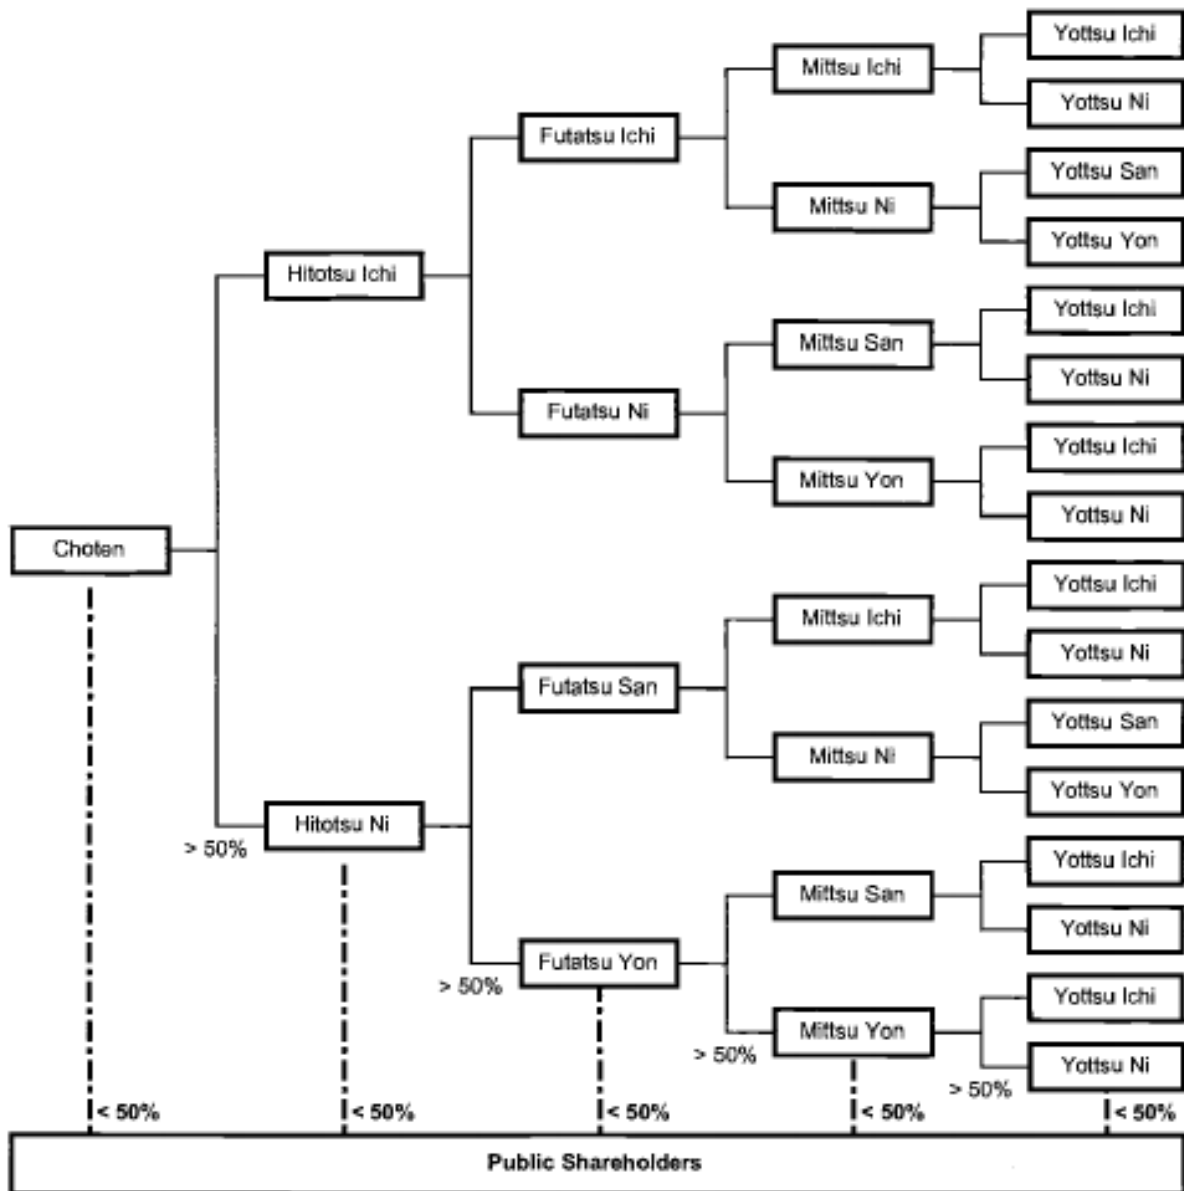 Yottsu Ichi
Mittsu Ichi
Yottsu Ni
Futatsu Ichi
Yottsu San
Mittsu Ni
Yottsu Yon
Hitotsu Ichi
Yottsu Ichi
Mittsu San
Yottsu Ni
Futatsu Ni
Yottsu Ichi
Mittsu Yon
Yottsu Ni
Choten
Yottsu Ichi
Mittsu Ichi
Yottsu Ni
Futatsu San
Yottsu San
Mittsu Ni
Yottsu Yon
Hitotsu Ni
> 50%
Yottsu Ichi
Mittsu San
Yottsu Ni
Futatsu Yon
> 50%
Yottsu Ichi
Mittsu Yon
> 50%
Yottsu Ni
> 50%
< 50%
< 50%
< 50%
< 50%
< 50%
Public Shareholders